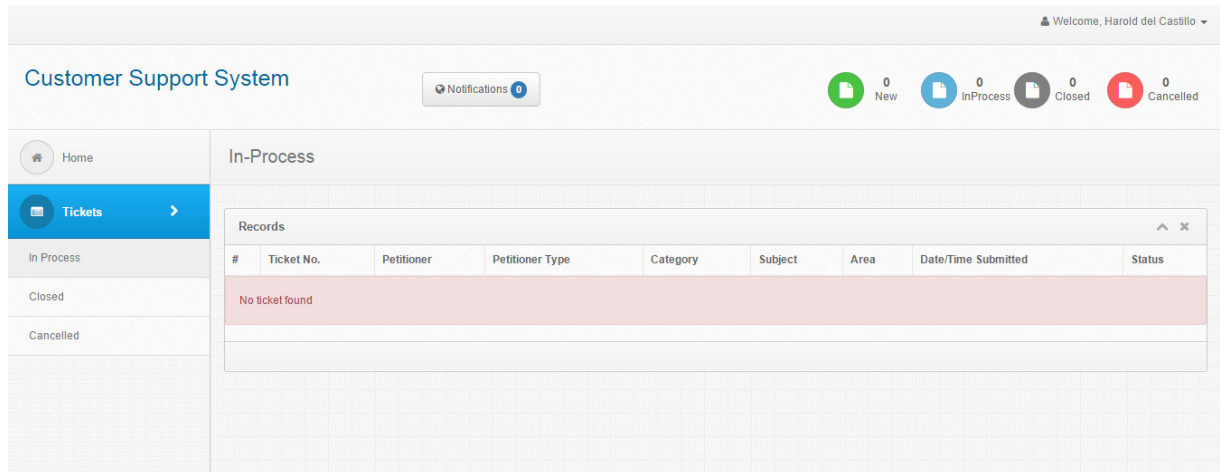 Welcome, Harold del Castillo
Customer Support System
Notifications 0
0 New
0 InProcess
0 Closed
0 Cancelled
Home
In-Process
Tickets
Records
In Process
# Ticket No. Petitioner Petitioner Type Category Subject Area Date/Time Submitted Status
Closed
No ticket found
Cancelled